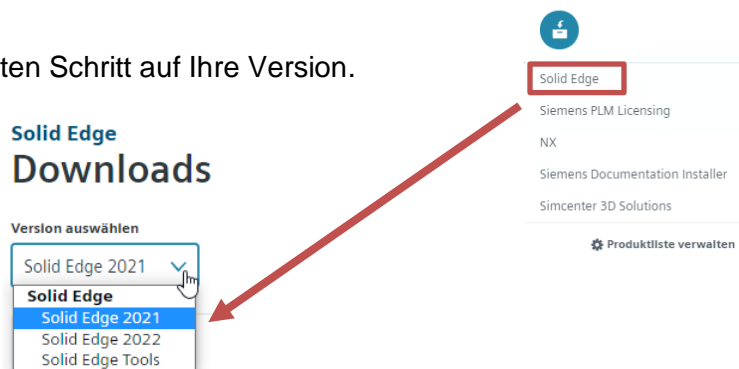 ten Schritt auf Ihre Version.
Solid Edge
Downloads
Version auswählen
Solid Edge 2021
Solid Edge
Solid Edge 2021
Solid Edge 2022
Solid Edge Tools
Solid Edge
Siemens PLM Licensing
NX
Siemens Documentation Installer
Simcenter 3D Solutions
Produktliste verwalten